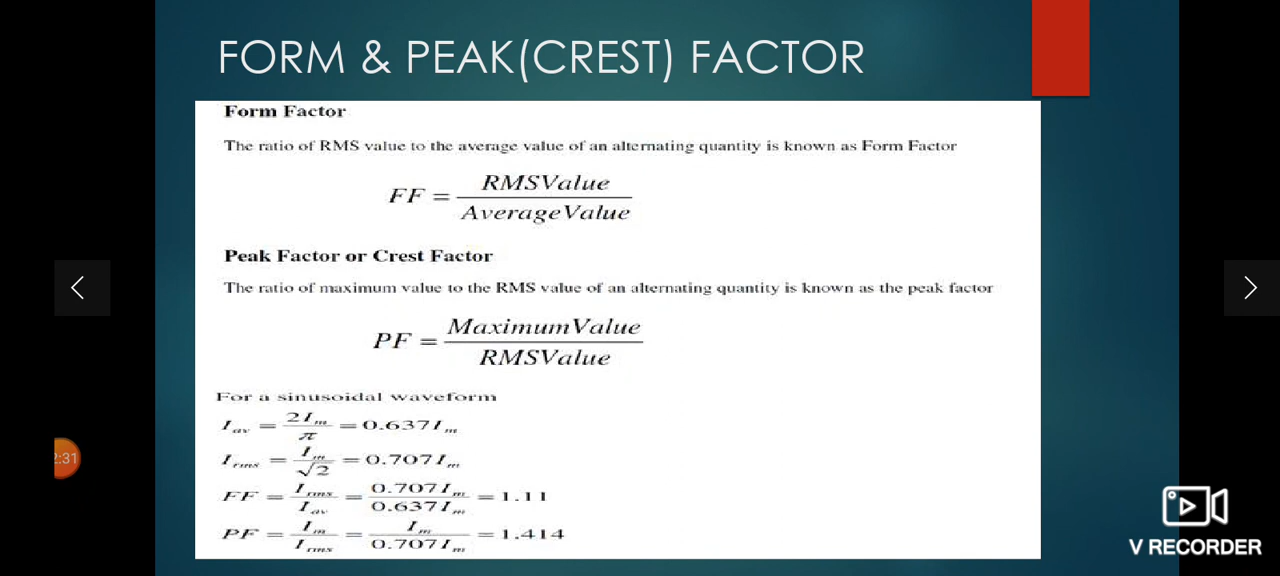 FORM & PEAK(CREST) FACTOR
Form Factor
The ratio of RMS value to the average value of an alternating quantity is known as Form Factor
FF = RMSValue / AverageValue
Peak Factor or Crest Factor
The ratio of maximum value to the RMS value of an alternating quantity is known as the peak factor
PF = MaximumValue / RMSValue
For a sinusoidal waveform
I_av = 2I_m / π = 0.637I_m
I_rms = I_m / √2 = 0.707I_m
FF = I_rms / I_av = 0.707I_m / 0.637I_m = 1.11
PF = I_m / I_rms = I_m / 0.707I_m = 1.414
:31
V RECORDER